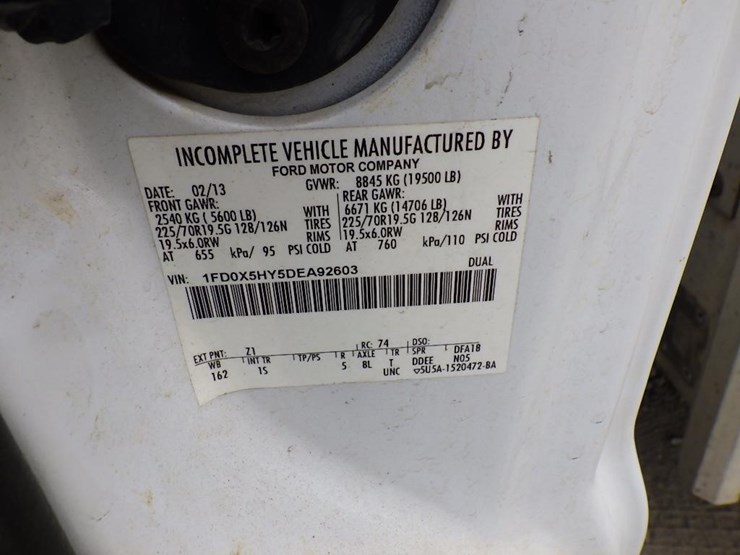 INCOMPLETE VEHICLE MANUFACTURED BY
FORD MOTOR COMPANY
DATE: 02/13 GVWR: 8845 KG (19500 LB)
FRONT GAWR: REAR GAWR:
2540 KG ( 5600 LB) WITH 6671 KG (14706 LB) WITH
225/70R19.5G 128/126N TIRES 225/70R19.5G 128/126N TIRES
19.5x6.0RW RIMS 19.5x6.0RW RIMS
AT 655 kPa/ 95 PSI COLD AT 760 kPa/110 PSI COLD
VIN: 1FD0X5HY5DEA92603 DUAL
EXT PNT: Z1 RC: 74 DSO:
WB INT TR TP/PS R AXLE TR SPR DFA1B
162 1S 5 BL T DDEE N05
UNC 5U5A-1520472-BA